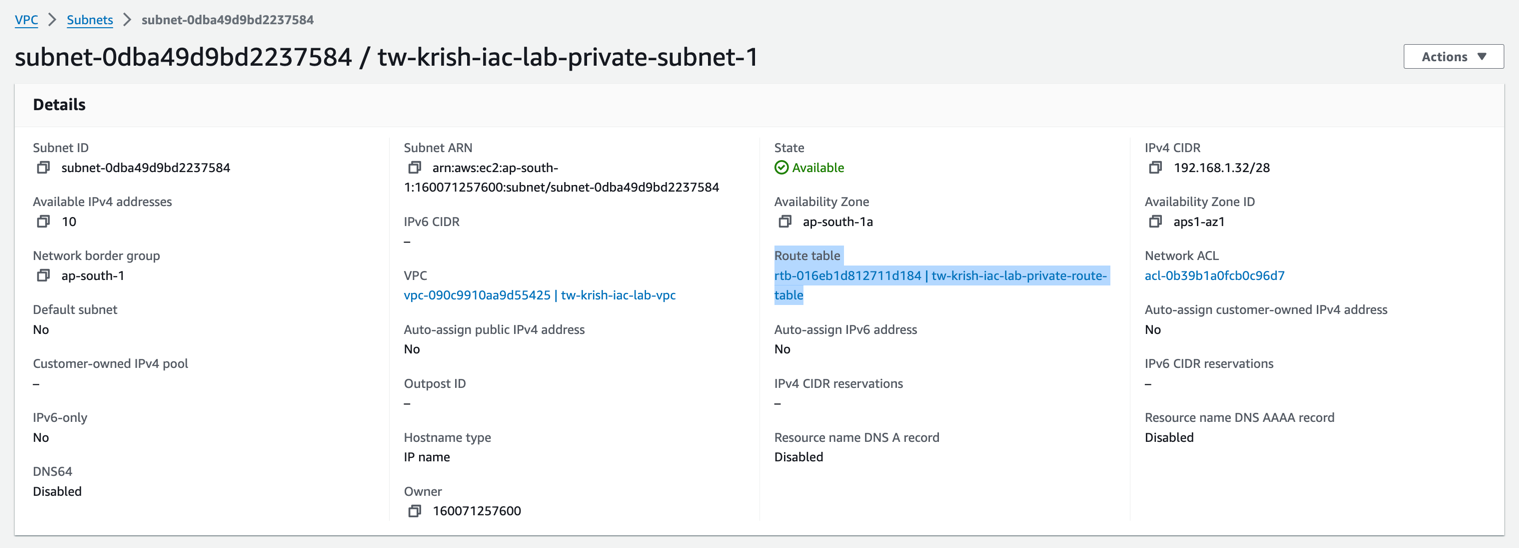 VPC > Subnets > subnet-0dba49d9bd2237584
subnet-0dba49d9bd2237584 / tw-krish-iac-lab-private-subnet-1
Actions
Details
Subnet ID
subnet-0dba49d9bd2237584
Available IPv4 addresses
10
Network border group
ap-south-1
Default subnet
No
Customer-owned IPv4 pool
–
IPv6-only
No
DNS64
Disabled
Subnet ARN
arn:aws:ec2:ap-south-
1:160071257600:subnet/subnet-0dba49d9bd2237584
IPv6 CIDR
–
VPC
vpc-090c9910aa9d55425 | tw-krish-iac-lab-vpc
Auto-assign public IPv4 address
No
Outpost ID
–
Hostname type
IP name
Owner
160071257600
State
Available
Availability Zone
ap-south-1a
Route table
rtb-016eb1d812711d184 | tw-krish-iac-lab-private-route-
table
Auto-assign IPv6 address
No
IPv4 CIDR reservations
–
Resource name DNS A record
Disabled
IPv4 CIDR
192.168.1.32/28
Availability Zone ID
aps1-az1
Network ACL
acl-0b39b1a0fcb0c96d7
Auto-assign customer-owned IPv4 address
No
IPv6 CIDR reservations
–
Resource name DNS AAAA record
Disabled